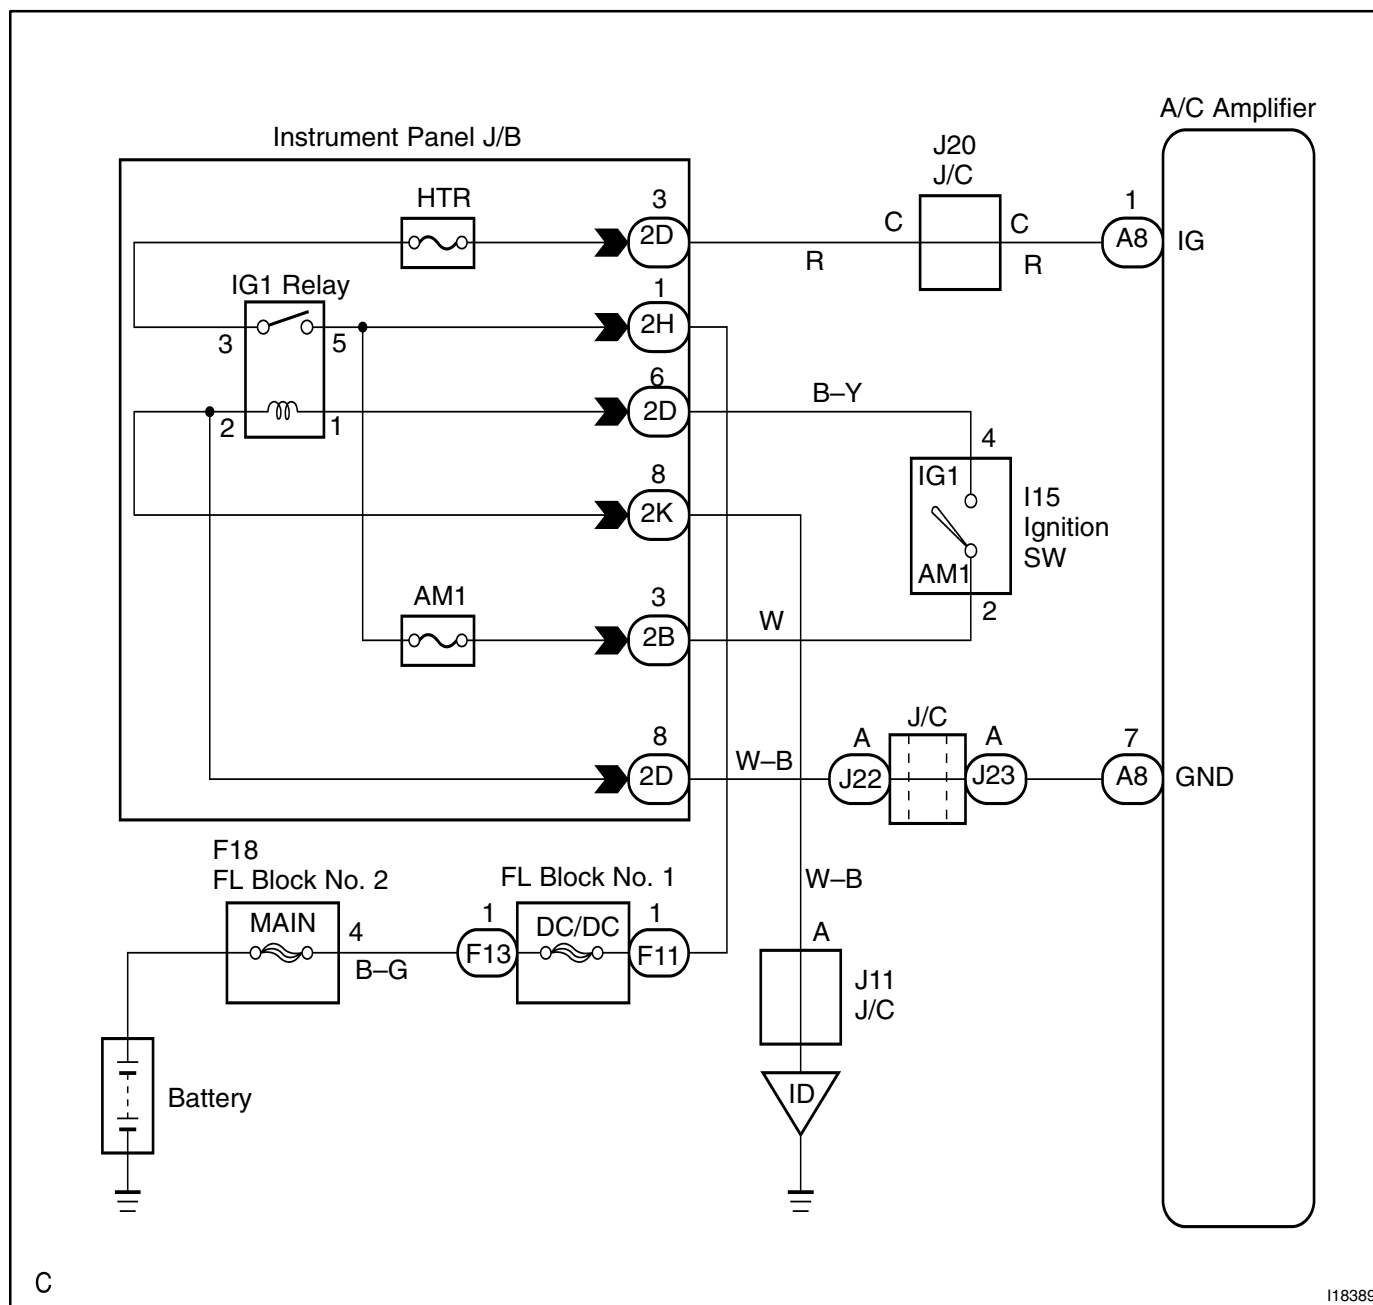 A/C Amplifier
Instrument Panel J/B
J20
J/C
HTR
3
2D
C
C
R
R
1
A8
IG
IG1 Relay
3
5
1
2H
2
1
6
2D
B–Y
4
IG1
AM1
I15
Ignition
SW
2
8
2K
AM1
3
2B
W
8
2D
W–B
J/C
A
J22
A
J23
7
A8
GND
F18
FL Block No. 2
MAIN
4
B–G
FL Block No. 1
1
F13
DC/DC
1
F11
W–B
A
J11
J/C
ID
Battery
C
I18389